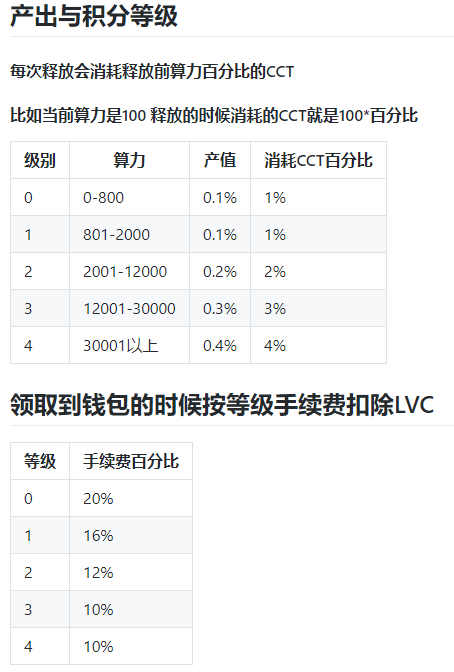 产出与积分等级
每次释放会消耗释放前算力百分比的CCT
比如当前算力是100 释放的时候消耗的CCT就是100*百分比
级别 算力 产值 消耗CCT百分比
0 0-800 0.1% 1%
1 801-2000 0.1% 1%
2 2001-12000 0.2% 2%
3 12001-30000 0.3% 3%
4 30001以上 0.4% 4%
领取到钱包的时候按等级手续费扣除LVC
等级 手续费百分比
0 20%
1 16%
2 12%
3 10%
4 10%